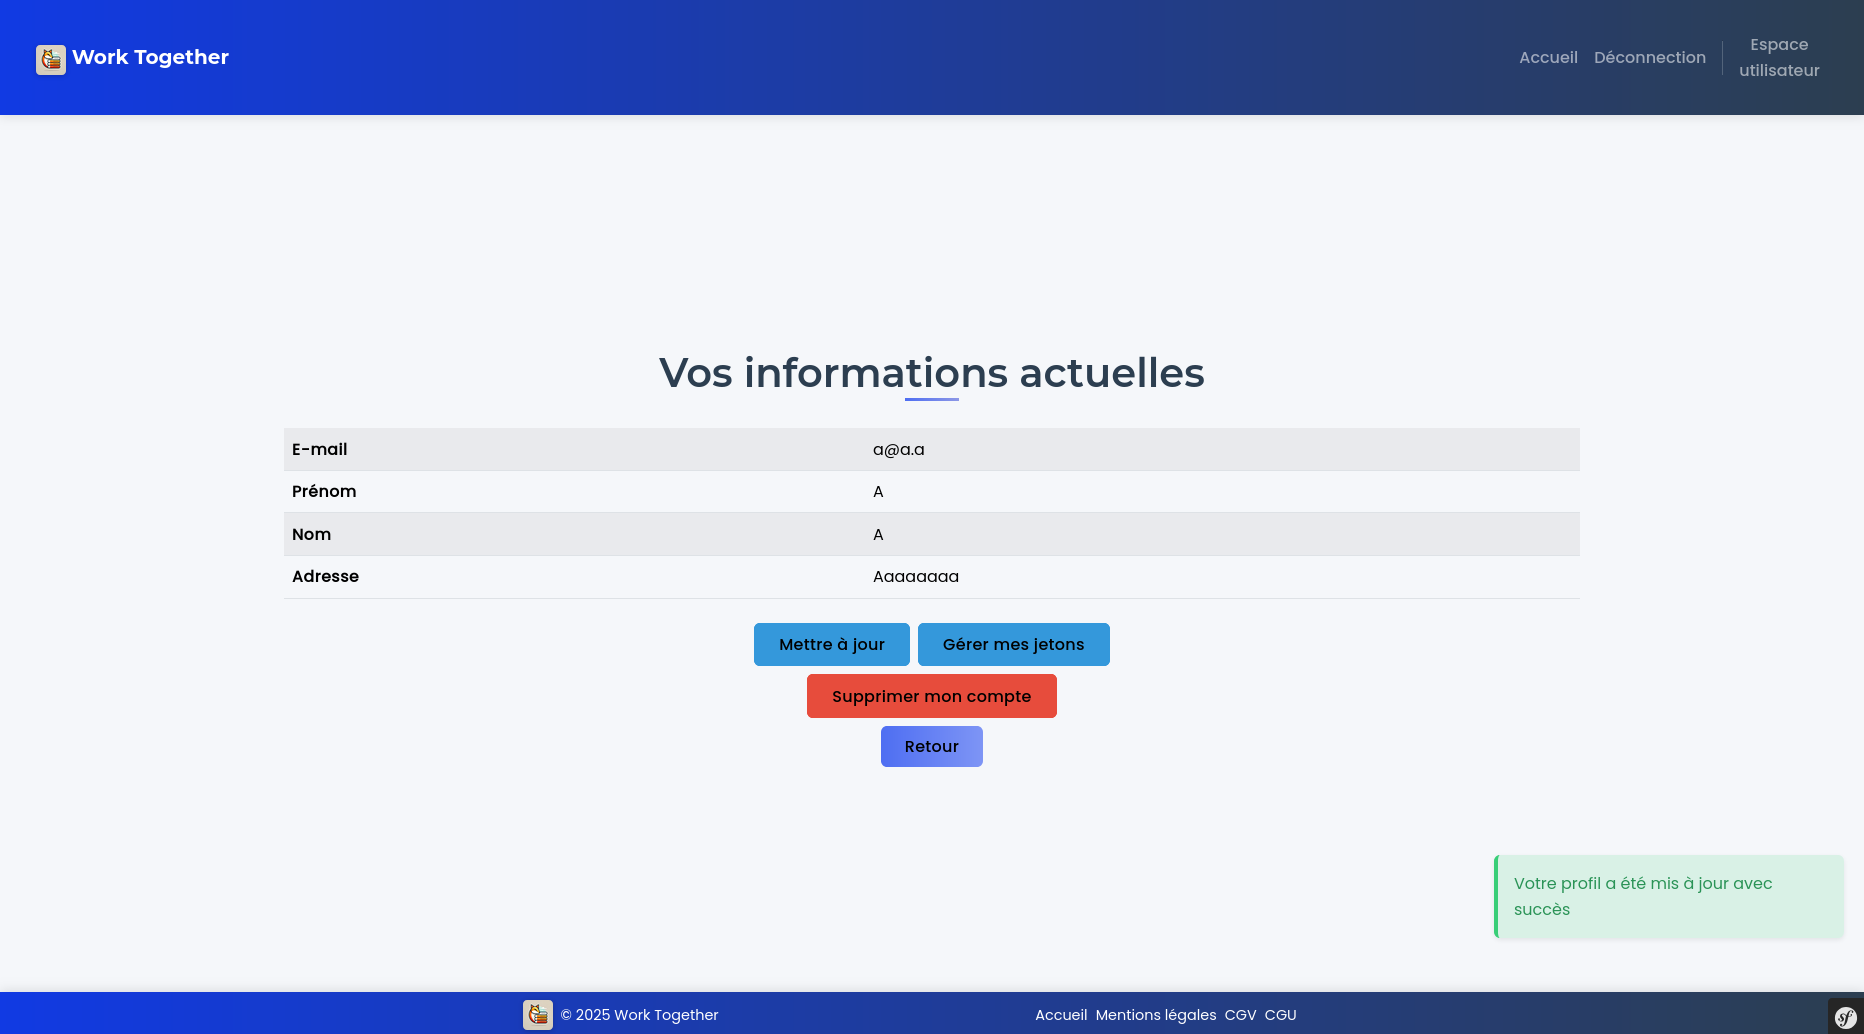 Work Together
Accueil Déconnection
Espace
utilisateur
Vos informations actuelles
E-mail a@a.a
Prénom A
Nom A
Adresse Aaaaaaaa
Mettre à jour Gérer mes jetons
Supprimer mon compte
Retour
Votre profil a été mis à jour avec
succès
© 2025 Work Together
Accueil Mentions légales CGV CGU
sf